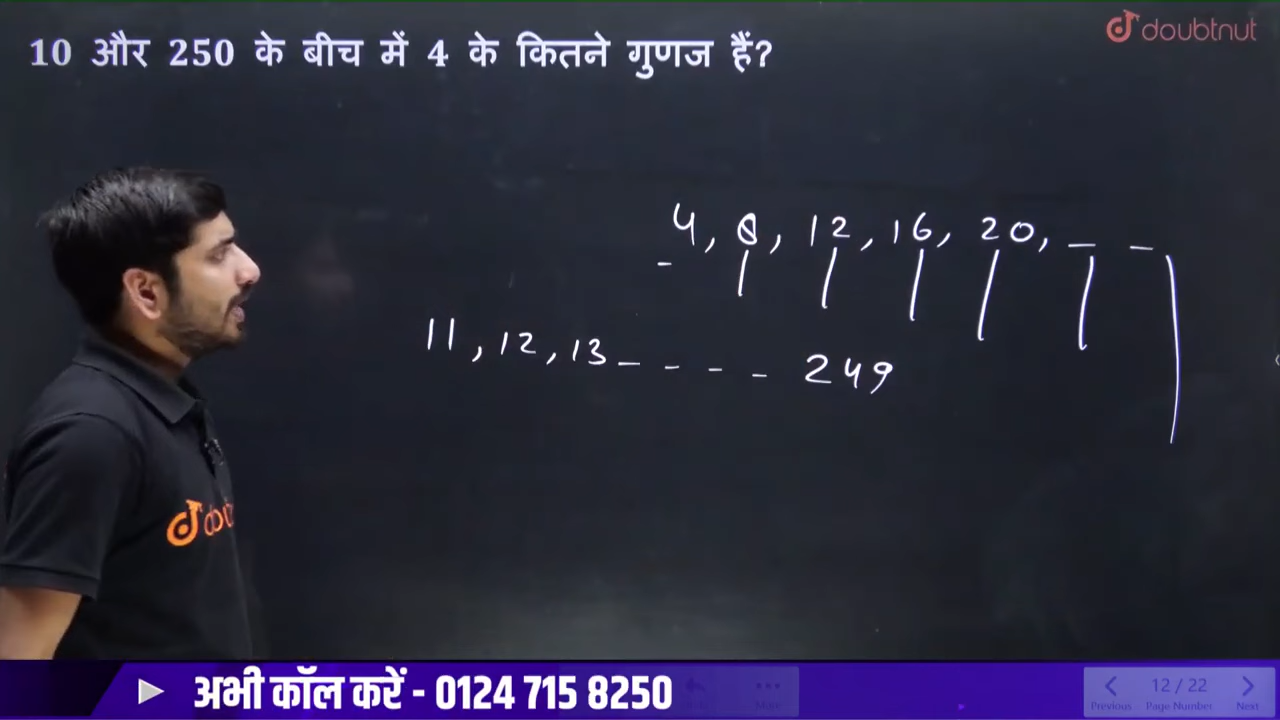 doubtnut
10 और 250 के बीच में 4 के कितने गुणज हैं?
4, 8, 12, 16, 20, _ _
11, 12, 13 - - - - 249
अभी कॉल करें - 0124 715 8250
12 / 22
Previous Page Number Next